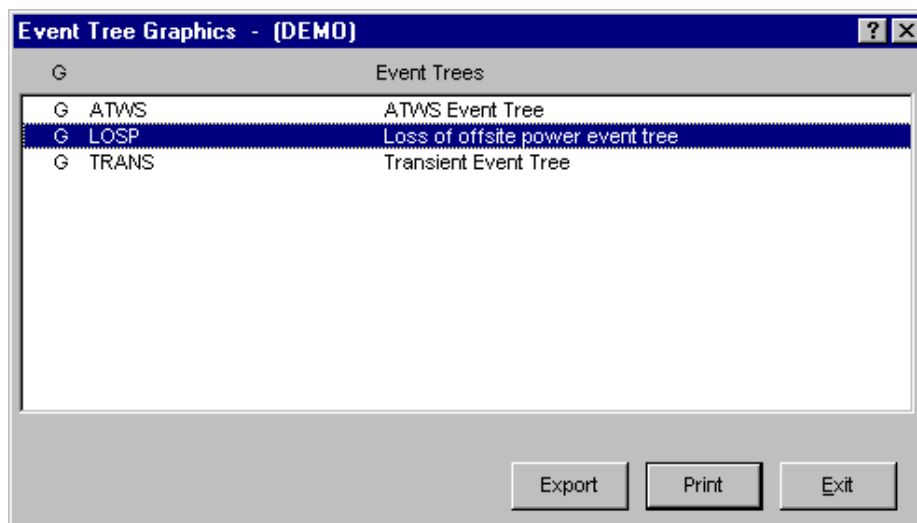 Event Tree Graphics - (DEMO)
G Event Trees
G ATWS ATWS Event Tree
G LOSP Loss of offsite power event tree
G TRANS Transient Event Tree
Export Print Exit